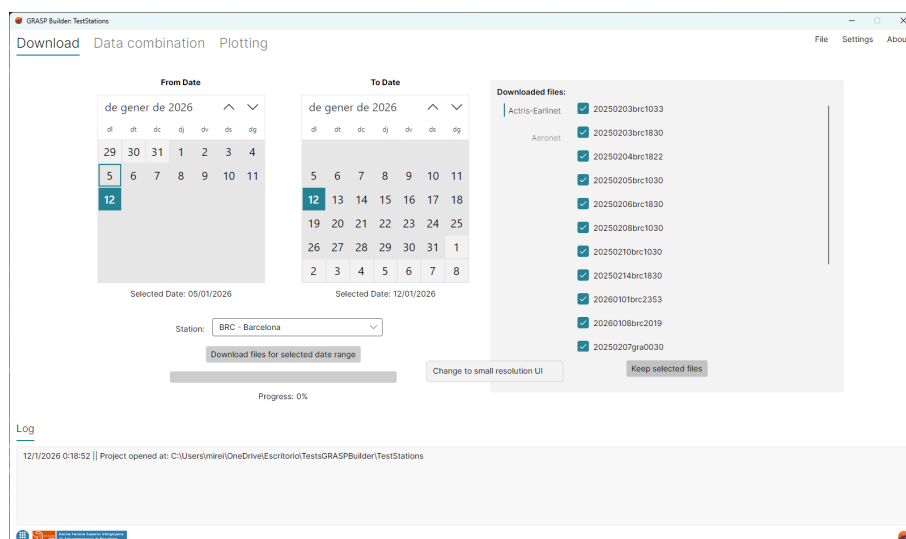 GRASP Builder: TestStations
Download Data combination Plotting
File Settings Abou
From Date
de gener de 2026
dl dt dc dj dv ds dg
29 30 31 1 2 3 4
5 6 7 8 9 10 11
12
Selected Date: 05/01/2026
To Date
de gener de 2026
dl dt dc dj dv ds dg
5 6 7 8 9 10 11
12 13 14 15 16 17 18
19 20 21 22 23 24 25
26 27 28 29 30 31 1
2 3 4 5 6 7 8
Selected Date: 12/01/2026
Station: BRC - Barcelona
Download files for selected date range
Progress: 0%
Change to small resolution UI
Downloaded files:
Actris-Earlinet
Aeronet
20250203brc1033
20250203brc1830
20250204brc1822
20250205brc1030
20250206brc1830
20250208brc1030
20250210brc1030
20250214brc1830
20260101brc2353
20260108brc2019
20250207gra0030
Keep selected files
Log
12/1/2026 0:18:52 || Project opened at: C:\Users\mirei\OneDrive\Escritorio\TestsGRASPBuilder\TestStations